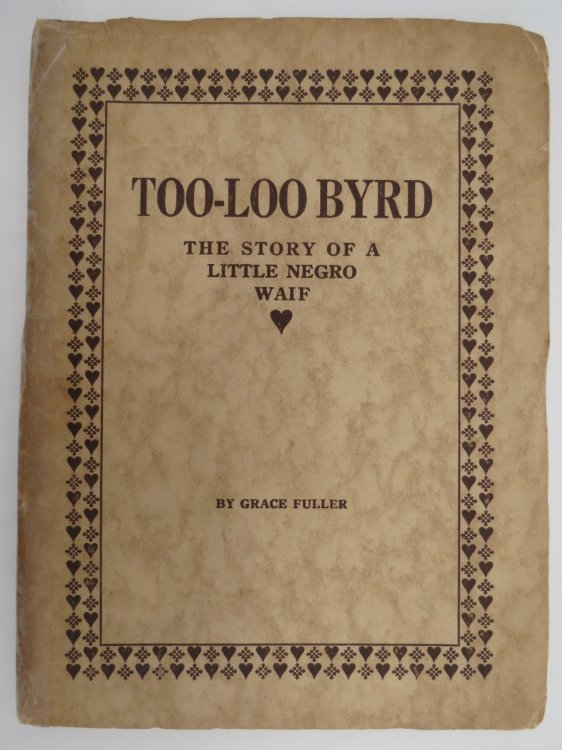 TOO-LOO BYRD
THE STORY OF A
LITTLE NEGRO
WAIF
BY GRACE FULLER